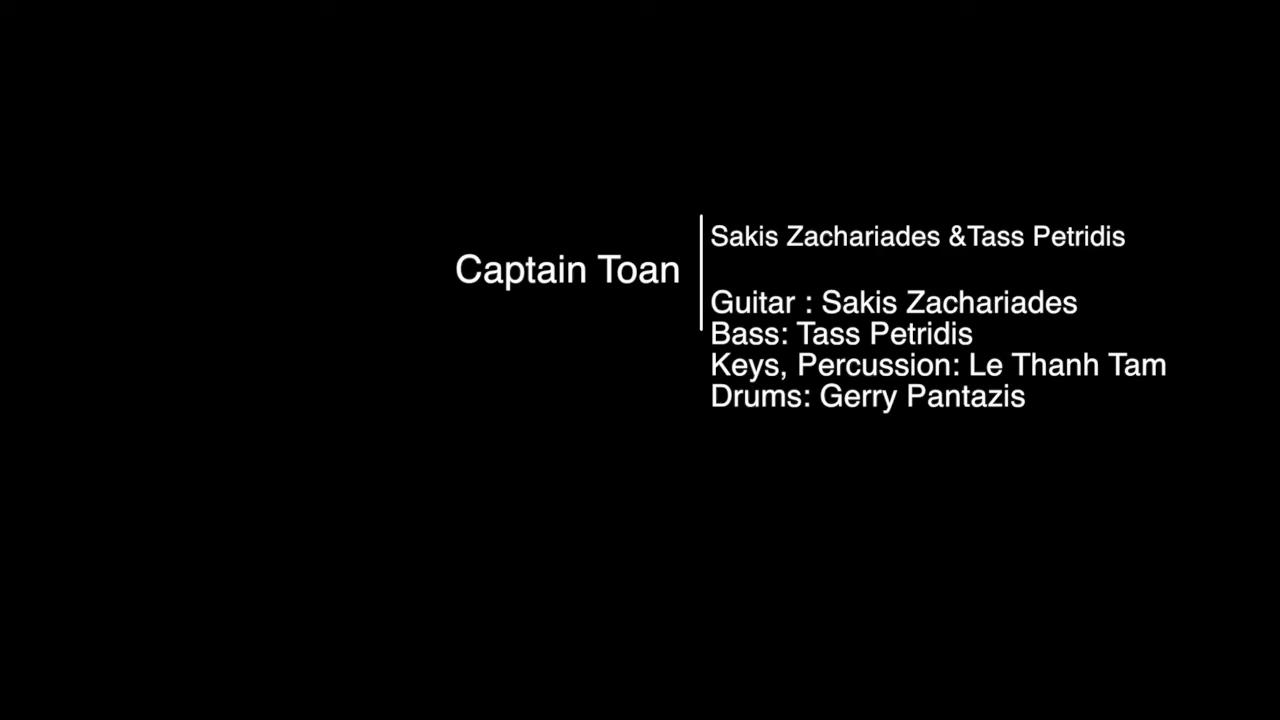 Captain Toan
Sakis Zachariades &Tass Petridis
Guitar : Sakis Zachariades
Bass: Tass Petridis
Keys, Percussion: Le Thanh Tam
Drums: Gerry Pantazis